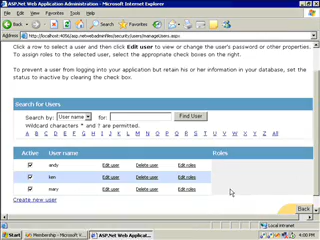 ASP.Net Web Application Administration - Microsoft Internet Explorer
File Edit View Favorites Tools Help
Back Search Favorites
Address http://localhost:4096/asp.netwebadminfiles/security/users/manageUsers.aspx Go
Click a row to select a user and then click Edit user to view or change the user's password or other properties.
To assign roles to the selected user, select the appropriate check boxes on the right.
To prevent a user from logging into your application but retain his or her information in your database, set the
status to inactive by clearing the check box.
Search for Users
Search by: User name for: Find User
Wildcard characters * and ? are permitted.
A B C D E F G H I J K L M N O P Q R S T U V W X Y Z All
Active User name Roles
andy Edit user Delete user Edit roles
ken Edit user Delete user Edit roles
mary Edit user Delete user Edit roles
Create new user
Back
Local intranet
Start Membership - Microsoft V... ASP.Net Web Applic... 4:00 PM